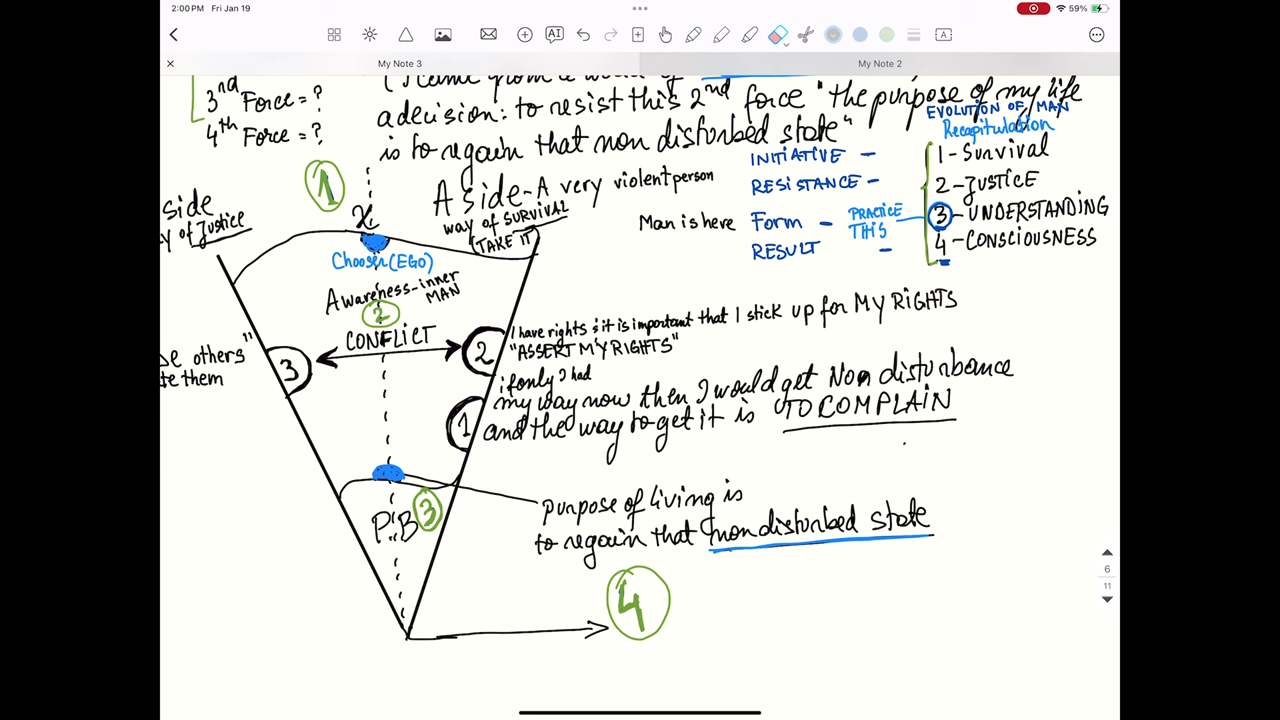 2:00 PM Fri Jan 19
59%
My Note 3
My Note 2
3rd Force = ?
4th Force = ?
a decision: to resist this 2nd force "the purpose of my life
is to regain that non disturbed state"
EVOLUTION OF MAN
Recapitulation
1-Survival
2-Justice
3-UNDERSTANDING
4-CONSCIOUSNESS
INITIATIVE -
RESISTANCE -
Man is here Form - PRACTICE THIS
RESULT -
1
A side-A very violent person
way of SURVIVAL
(TAKE IT)
side
of Justice
X
Chooser (EGO)
Awareness-inner
MAN
2
CONFLICT
3
2
I have rights & it is important that I stick up for MY RIGHTS
"ASSERT MY RIGHTS"
others"
them
if only I had
1
my way now then I would get Non disturbance
and the way to get it is TO COMPLAIN
P.B
3
purpose of living is
to regain that nondisturbed state
4
6
11